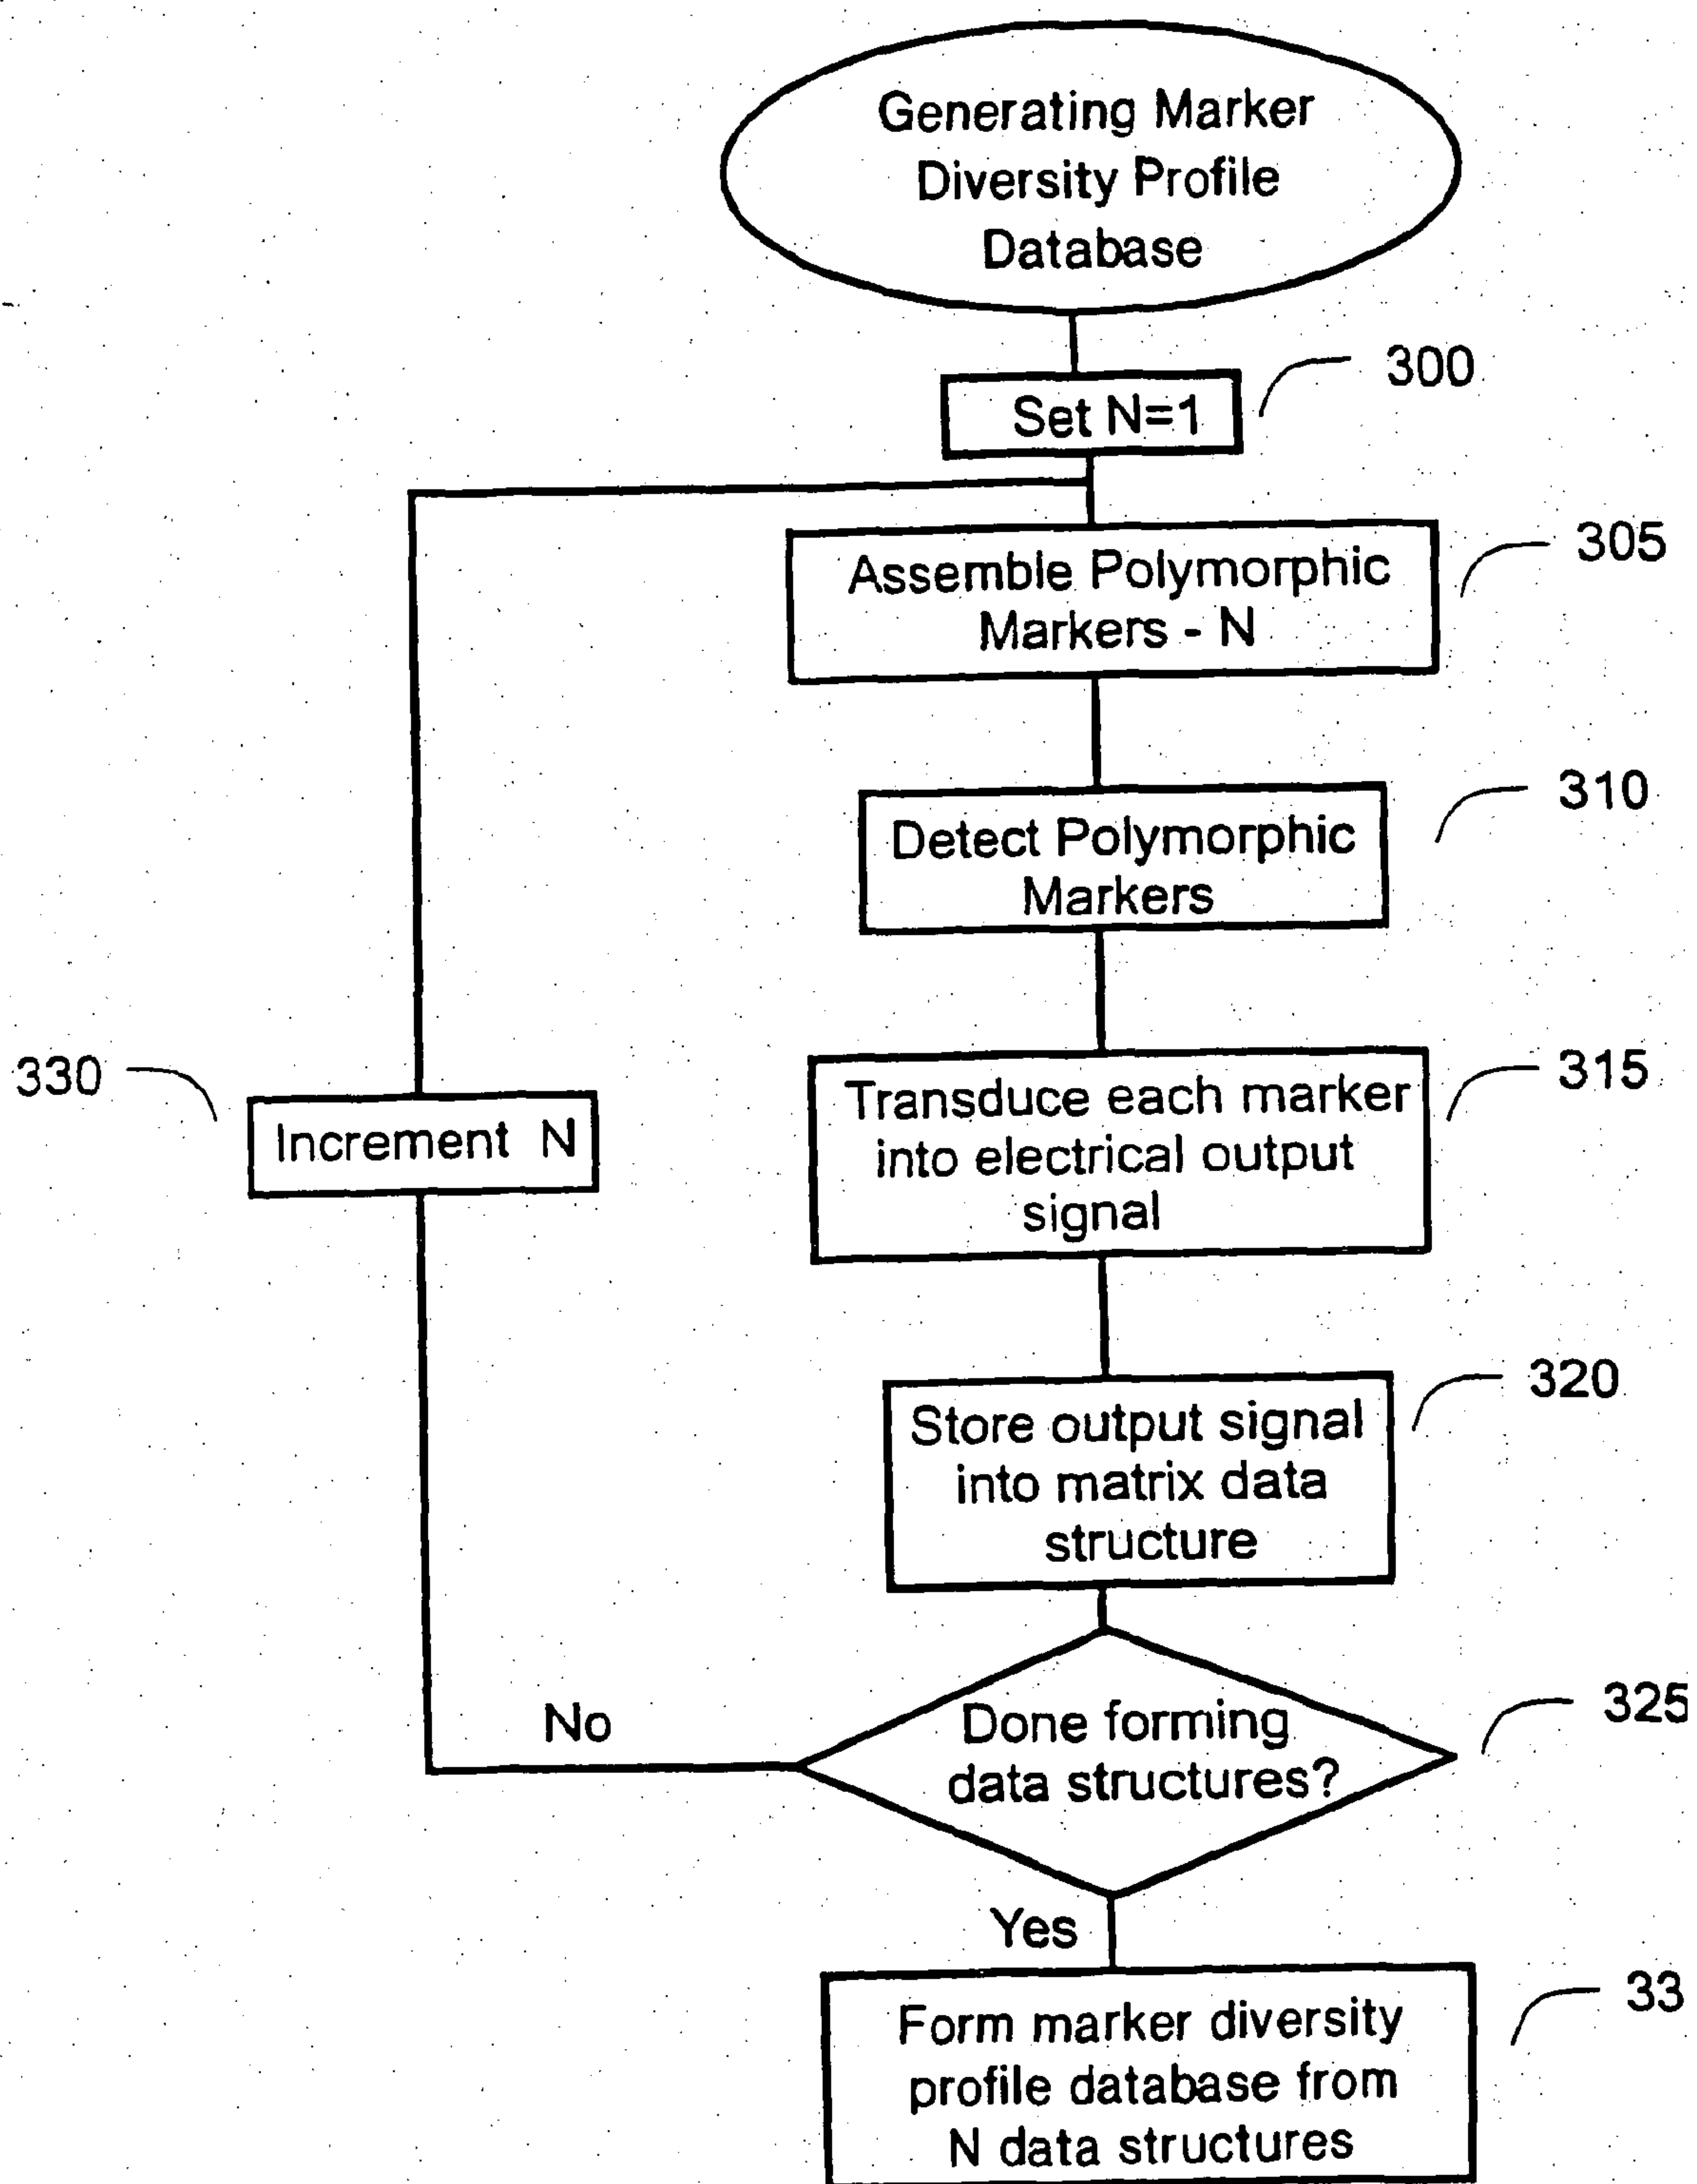 Generating Marker
Diversity Profile
Database
300
Set N=1
305
Assemble Polymorphic
Markers - N
310
Detect Polymorphic
Markers
315
Transduce each marker
into electrical output
signal
330
Increment N
320
Store output signal
into matrix data
structure
325
Done forming
data structures?
No
Yes
33
Form marker diversity
profile database from
N data structures